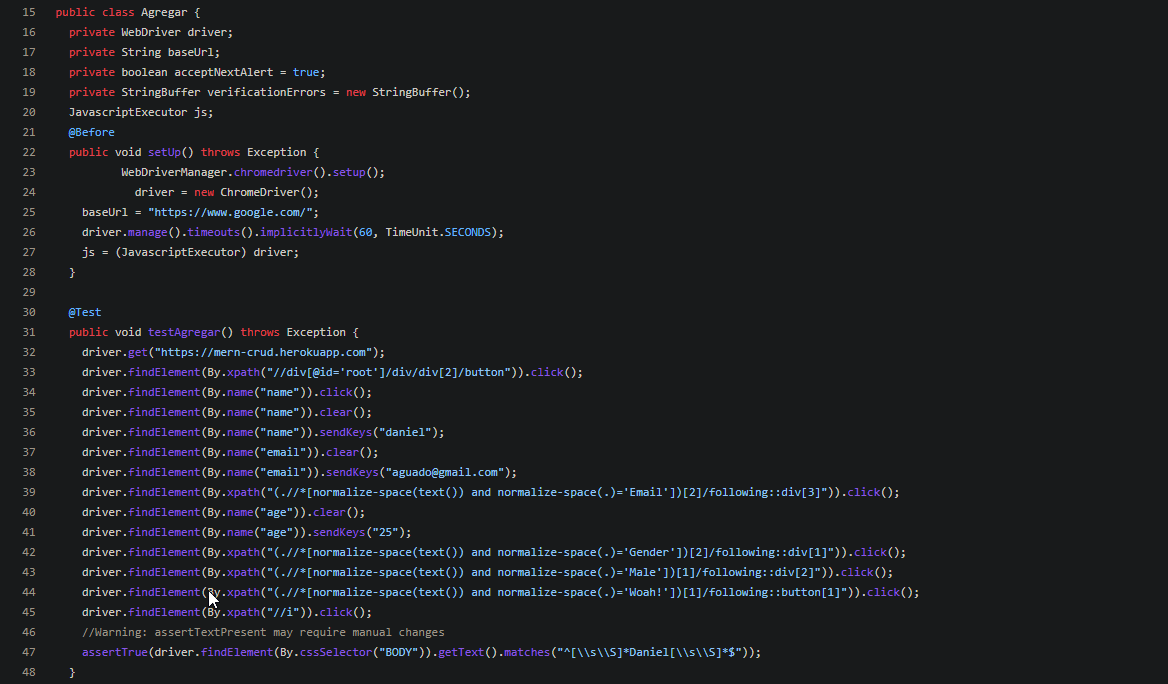 15 public class Agregar {
16 private WebDriver driver;
17 private String baseUrl;
18 private boolean acceptNextAlert = true;
19 private StringBuffer verificationErrors = new StringBuffer();
20 JavascriptExecutor js;
21 @Before
22 public void setUp() throws Exception {
23 WebDriverManager.chromedriver().setup();
24 driver = new ChromeDriver();
25 baseUrl = "https://www.google.com/";
26 driver.manage().timeouts().implicitlyWait(60, TimeUnit.SECONDS);
27 js = (JavascriptExecutor) driver;
28 }
29
30 @Test
31 public void testAgregar() throws Exception {
32 driver.get("https://mern-crud.herokuapp.com");
33 driver.findElement(By.xpath("//div[@id='root']/div/div[2]/button")).click();
34 driver.findElement(By.name("name")).click();
35 driver.findElement(By.name("name")).clear();
36 driver.findElement(By.name("name")).sendKeys("daniel");
37 driver.findElement(By.name("email")).clear();
38 driver.findElement(By.name("email")).sendKeys("aguado@gmail.com");
39 driver.findElement(By.xpath("(.//*[normalize-space(text()) and normalize-space(.)='Email'])[2]/following::div[3]")).click();
40 driver.findElement(By.name("age")).clear();
41 driver.findElement(By.name("age")).sendKeys("25");
42 driver.findElement(By.xpath("(.//*[normalize-space(text()) and normalize-space(.)='Gender'])[2]/following::div[1]")).click();
43 driver.findElement(By.xpath("(.//*[normalize-space(text()) and normalize-space(.)='Male'])[1]/following::div[2]")).click();
44 driver.findElement(By.xpath("(.//*[normalize-space(text()) and normalize-space(.)='Woah!'])[1]/following::button[1]")).click();
45 driver.findElement(By.xpath("//i")).click();
46 //Warning: assertTextPresent may require manual changes
47 assertTrue(driver.findElement(By.cssSelector("BODY")).getText().matches("^[\\s\\S]*Daniel[\\s\\S]*$"));
48 }